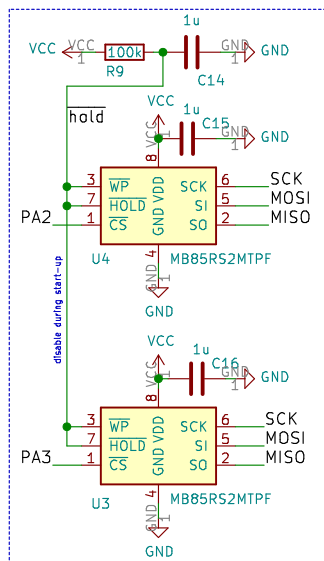 1u
VCC VCC 1 100k GND 1 GND
R9 C14
hold
VCC 1u
VCC 1 C15 GND 1 GND
8
3 WP VDD SCK 6 SCK
7 HOLD SI 5 MOSI
PA2 1 CS GND SO 2 MISO
4
U4 MB85RS2MTPF
GND 1
GND
disable during start-up
VCC 1u
VCC 1 C16 GND 1 GND
8
3 WP VDD SCK 6 SCK
7 HOLD SI 5 MOSI
PA3 1 CS GND SO 2 MISO
4
U3 MB85RS2MTPF
GND 1
GND